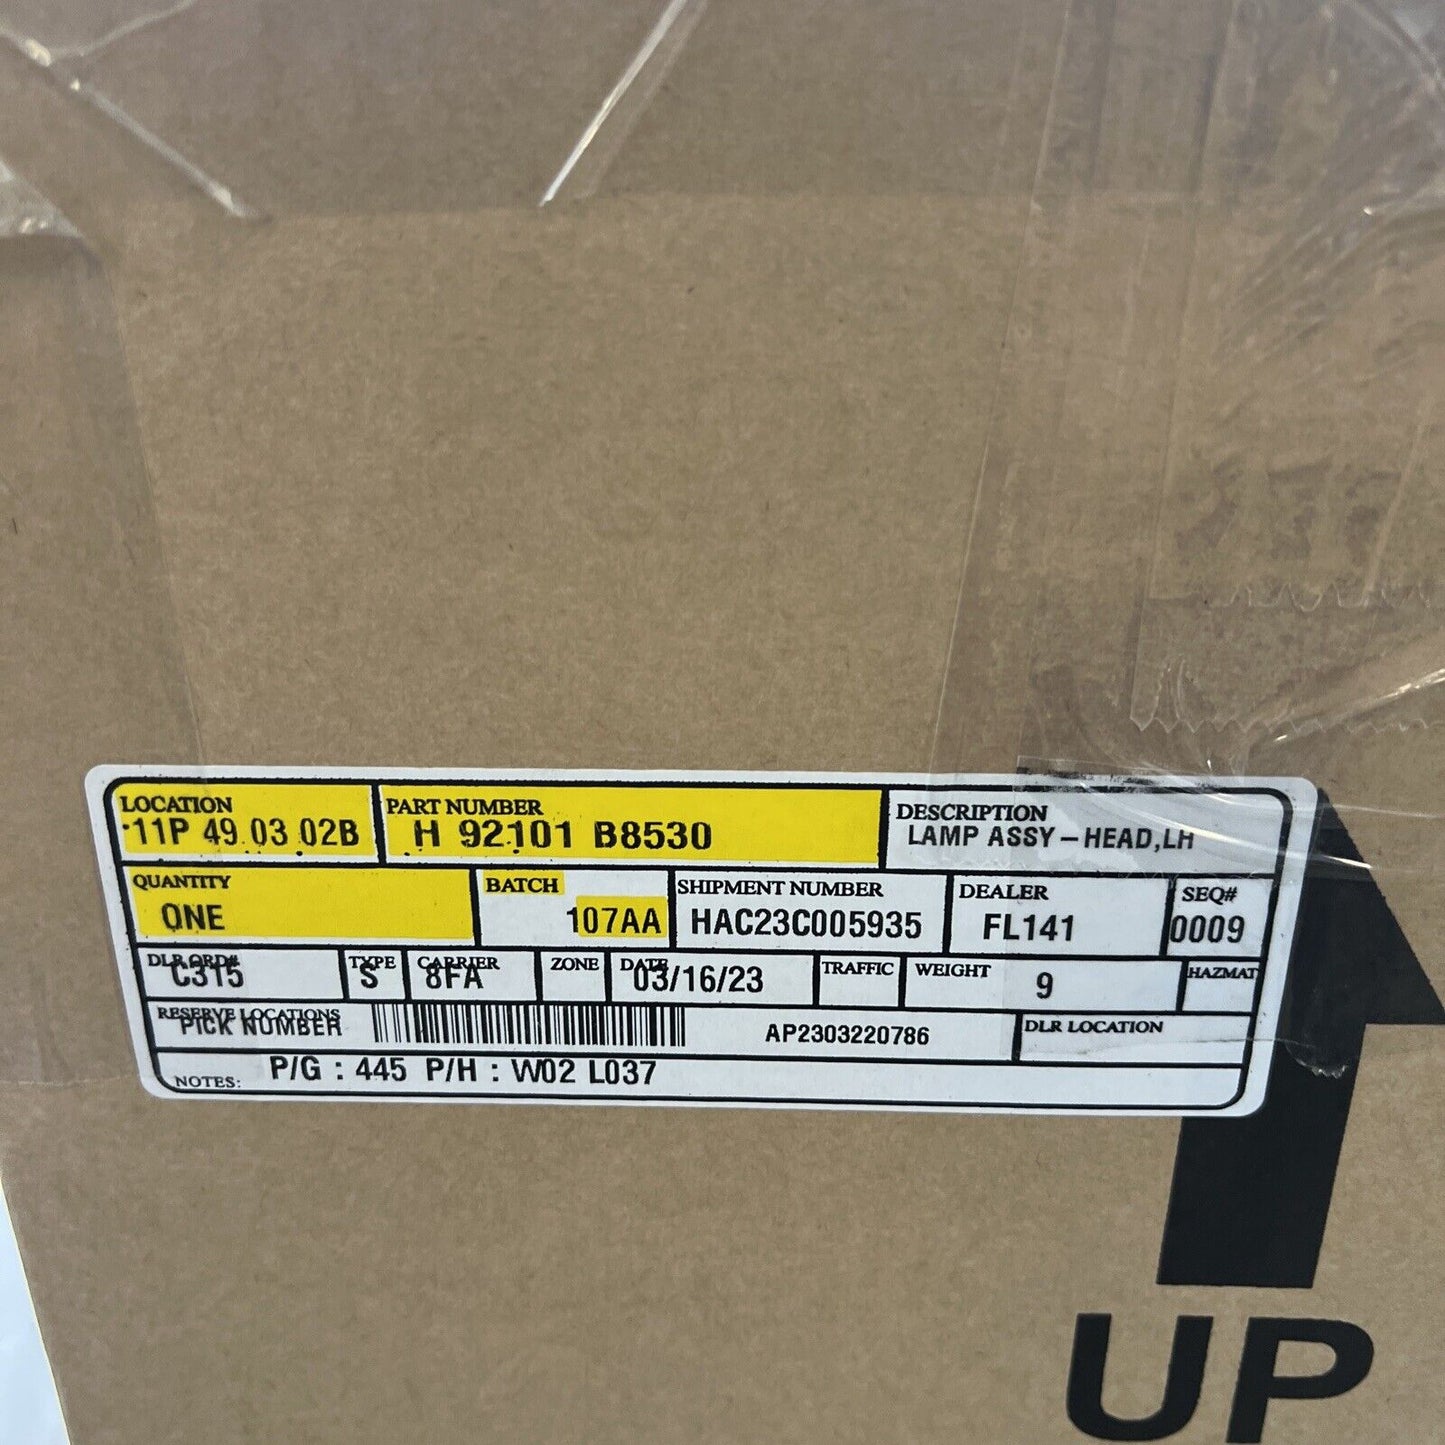 LOCATION PART NUMBER DESCRIPTION
11P 49.03.02B H 92101 B8530 LAMP ASSY-HEAD,LH
QUANTITY BATCH SHIPMENT NUMBER DEALER SEQ#
ONE 107AA HAC23C005935 FL141 0009
DLR ORD# TYPE CARRIER ZONE DATE TRAFFIC WEIGHT HAZMAT
C315 S 8FA 03/16/23 9
RESERVE LOCATIONS DLR LOCATION
PICK NUMBER AP2303220786
NOTES: P/G : 445 P/H : W02 L037
UP